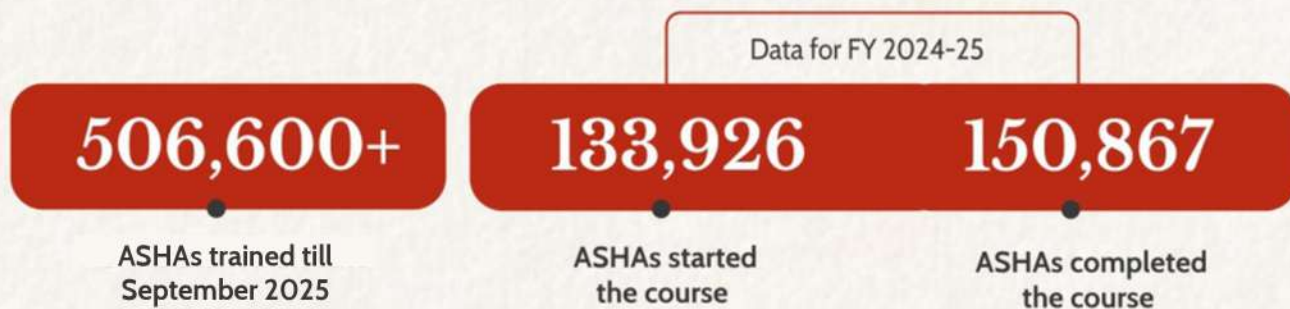 Data for FY 2024-25
506,600+
133,926
150,867
ASHAs trained till
September 2025
ASHAs started
the course
ASHAs completed
the course